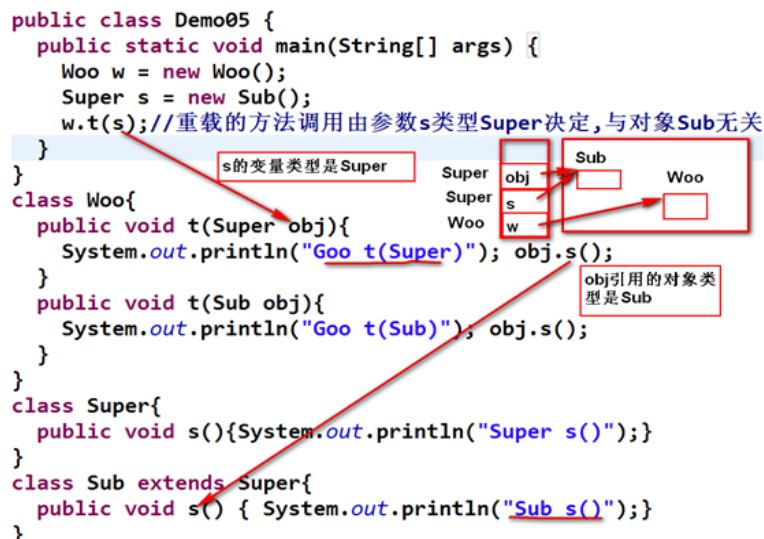 public class Demo05 {
public static void main(String[] args) {
Woo w = new Woo();
Super s = new Sub();
w.t(s);//重载的方法调用由参数s类型Super决定,与对象Sub无关
}
}
s的变量类型是Super
Super obj
Super s
Woo w
Sub
Woo
class Woo{
public void t(Super obj){
System.out.println("Goo t(Super)"); obj.s();
}
obj引用的对象类
型是Sub
public void t(Sub obj){
System.out.println("Goo t(Sub)"); obj.s();
}
}
class Super{
public void s(){System.out.println("Super s()");}
}
class Sub extends Super{
public void s() { System.out.println("Sub s()");}
}